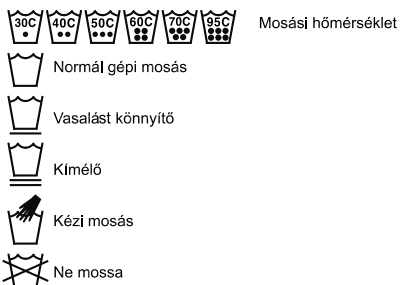 30C 40C 50C 60C 70C 95C Mosási hőmérséklet
Normál gépi mosás
Vasalást könnyítő
Kímélő
Kézi mosás
Ne mossa